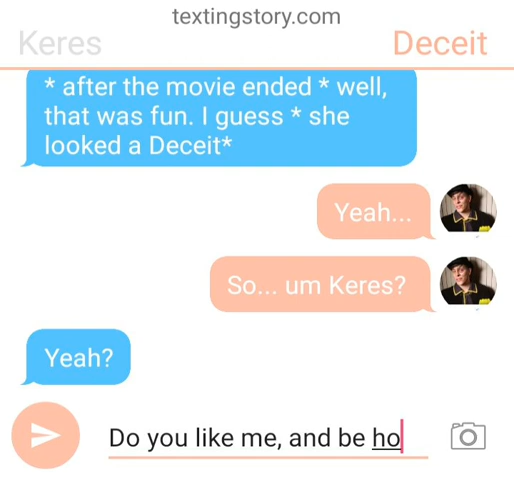 textingstory.com
Keres
Deceit
* after the movie ended * well,
that was fun. I guess * she
looked a Deceit*
Yeah...
So... um Keres?
Yeah?
Do you like me, and be ho